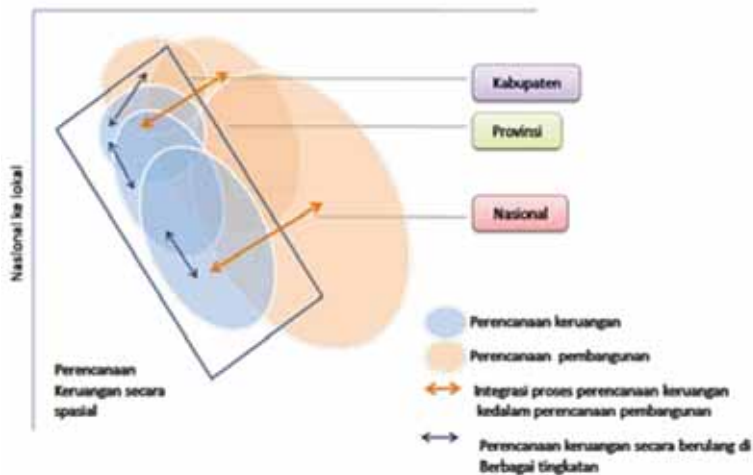 Nasional ke lokal
Kabupaten
Provinsi
Nasional
Perencanaan
Keruangan secara
spasial
Perencanaan keruangan
Perencanaan pembangunan
Integrasi proses perencanaan keruangan
kedalam perencanaan pembangunan
Perencanaan keruangan secara berulang di
Berbagai tingkatan